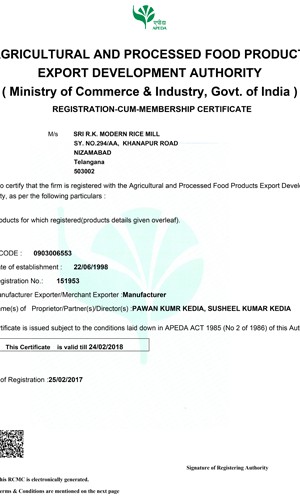 एपीडा
APEDA
AGRICULTURAL AND PROCESSED FOOD PRODUCT
EXPORT DEVELOPMENT AUTHORITY
( Ministry of Commerce & Industry, Govt. of India )
REGISTRATION-CUM-MEMBERSHIP CERTIFICATE
M/s SRI R.K. MODERN RICE MILL
SY. NO.294/AA, KHANAPUR ROAD
NIZAMABAD
Telangana
503002
o certify that the firm is registered with the Agricultural and Processed Food Products Export Devel
ty, as per the following particulars :
oducts for which registered(products details given overleaf).
CODE : 0903006553
te of establishment : 22/06/1998
egistration No.: 151953
anufacturer Exporter/Merchant Exporter :Manufacturer
me(s) of Proprietor/Partner(s)/Director(s) :PAWAN KUMR KEDIA, SUSHEEL KUMAR KEDIA
rtificate is issued subject to the conditions laid down in APEDA ACT 1985 (No 2 of 1986) of this Aut
This Certificate is valid till 24/02/2018
of Registration :25/02/2017
Signature of Registering Authority
his RCMC is electronically generated.
erms & Conditions are mentioned on the next page